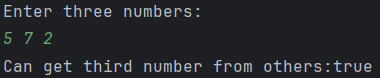 Enter three numbers:
5 7 2
Can get third number from others:true